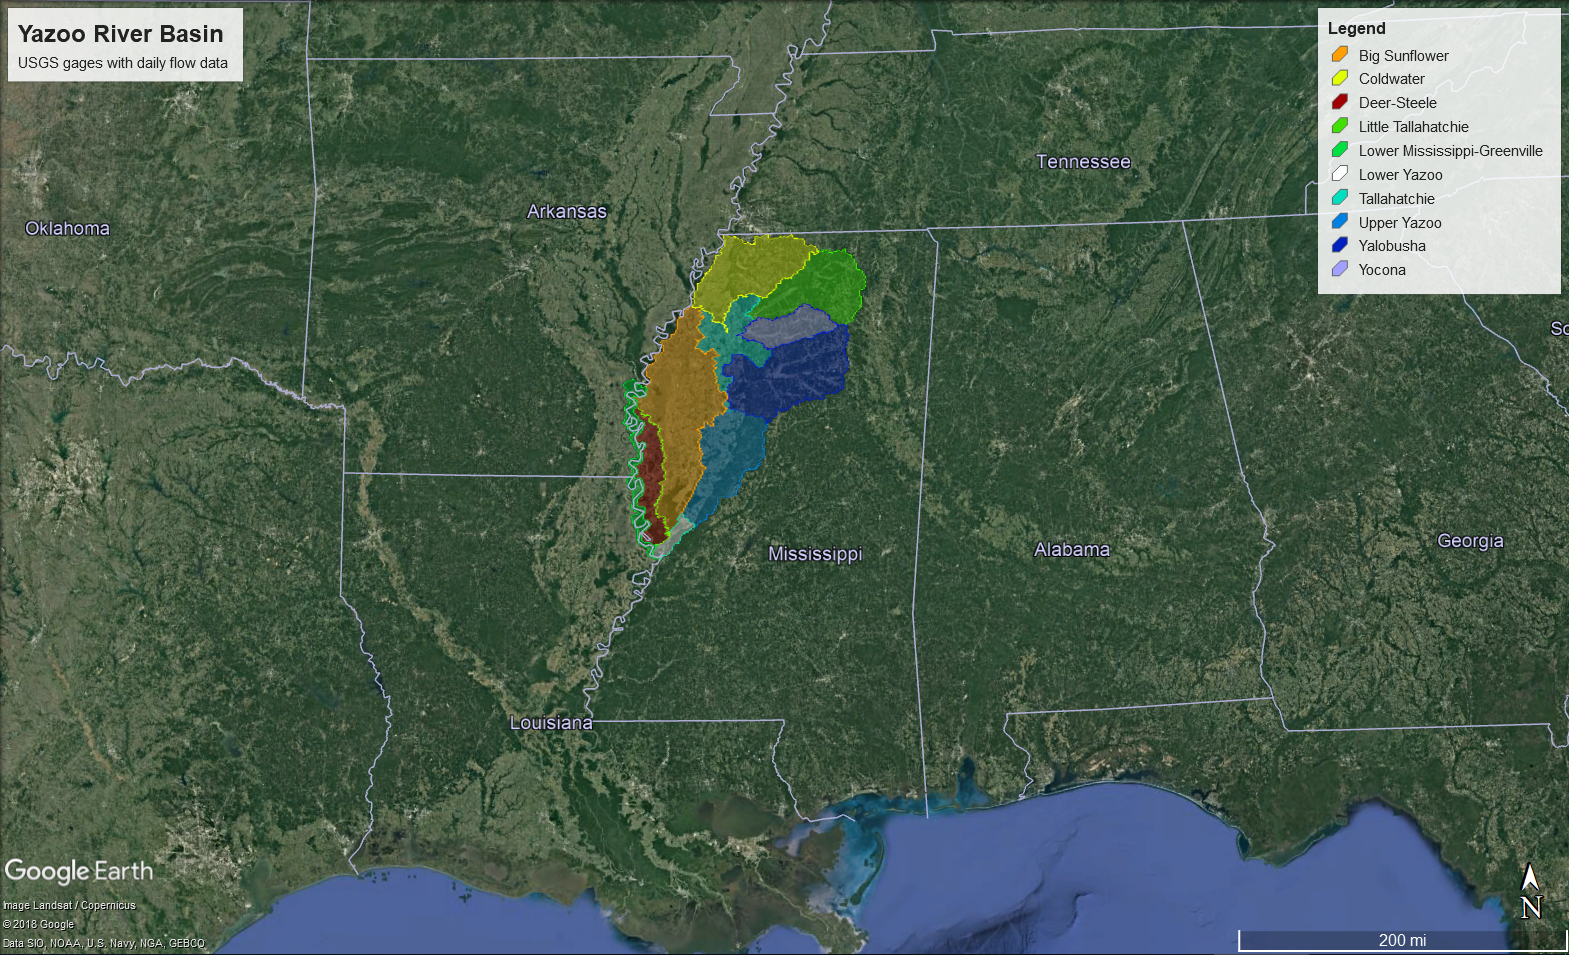 Yazoo River Basin
USGS gages with daily flow data
Legend
Big Sunflower
Coldwater
Deer-Steele
Little Tallahatchie
Lower Mississippi-Greenville
Lower Yazoo
Tallahatchie
Upper Yazoo
Yalobusha
Yocona
Tennessee
Arkansas
Oklahoma
Sc
Mississippi
Alabama
Georgia
Louisiana
Google Earth
Image Landsat / Copernicus
© 2018 Google
Data SIO, NOAA, U.S. Navy, NGA, GEBCO
N
200 mi